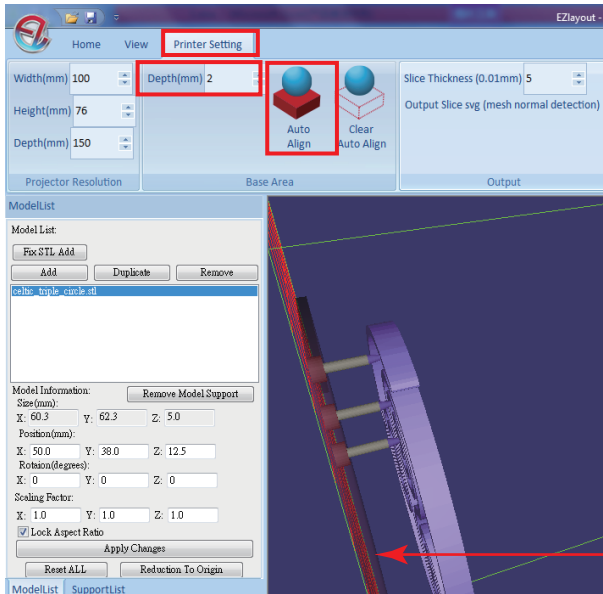 EZlayout -
Home View Printer Setting
Width(mm) 100
Height(mm) 76
Depth(mm) 150
Projector Resolution
Depth(mm) 2
Auto Align
Clear Auto Align
Base Area
Slice Thickness (0.01mm) 5
Output Slice svg (mesh normal detection)
Output
ModelList
Model List:
Fix STL Add
Add Duplicate Remove
celtic_triple_circle.stl
Model Information: Remove Model Support
Size(mm):
X: 60.3 Y: 62.3 Z: 5.0
Position(mm):
X: 50.0 Y: 38.0 Z: 12.5
Rotaion(degrees):
X: 0 Y: 0 Z: 0
Scaling Factor:
X: 1.0 Y: 1.0 Z: 1.0
Lock Aspect Ratio
Apply Changes
Reset ALL Reduction To Origin
ModelList SupportList